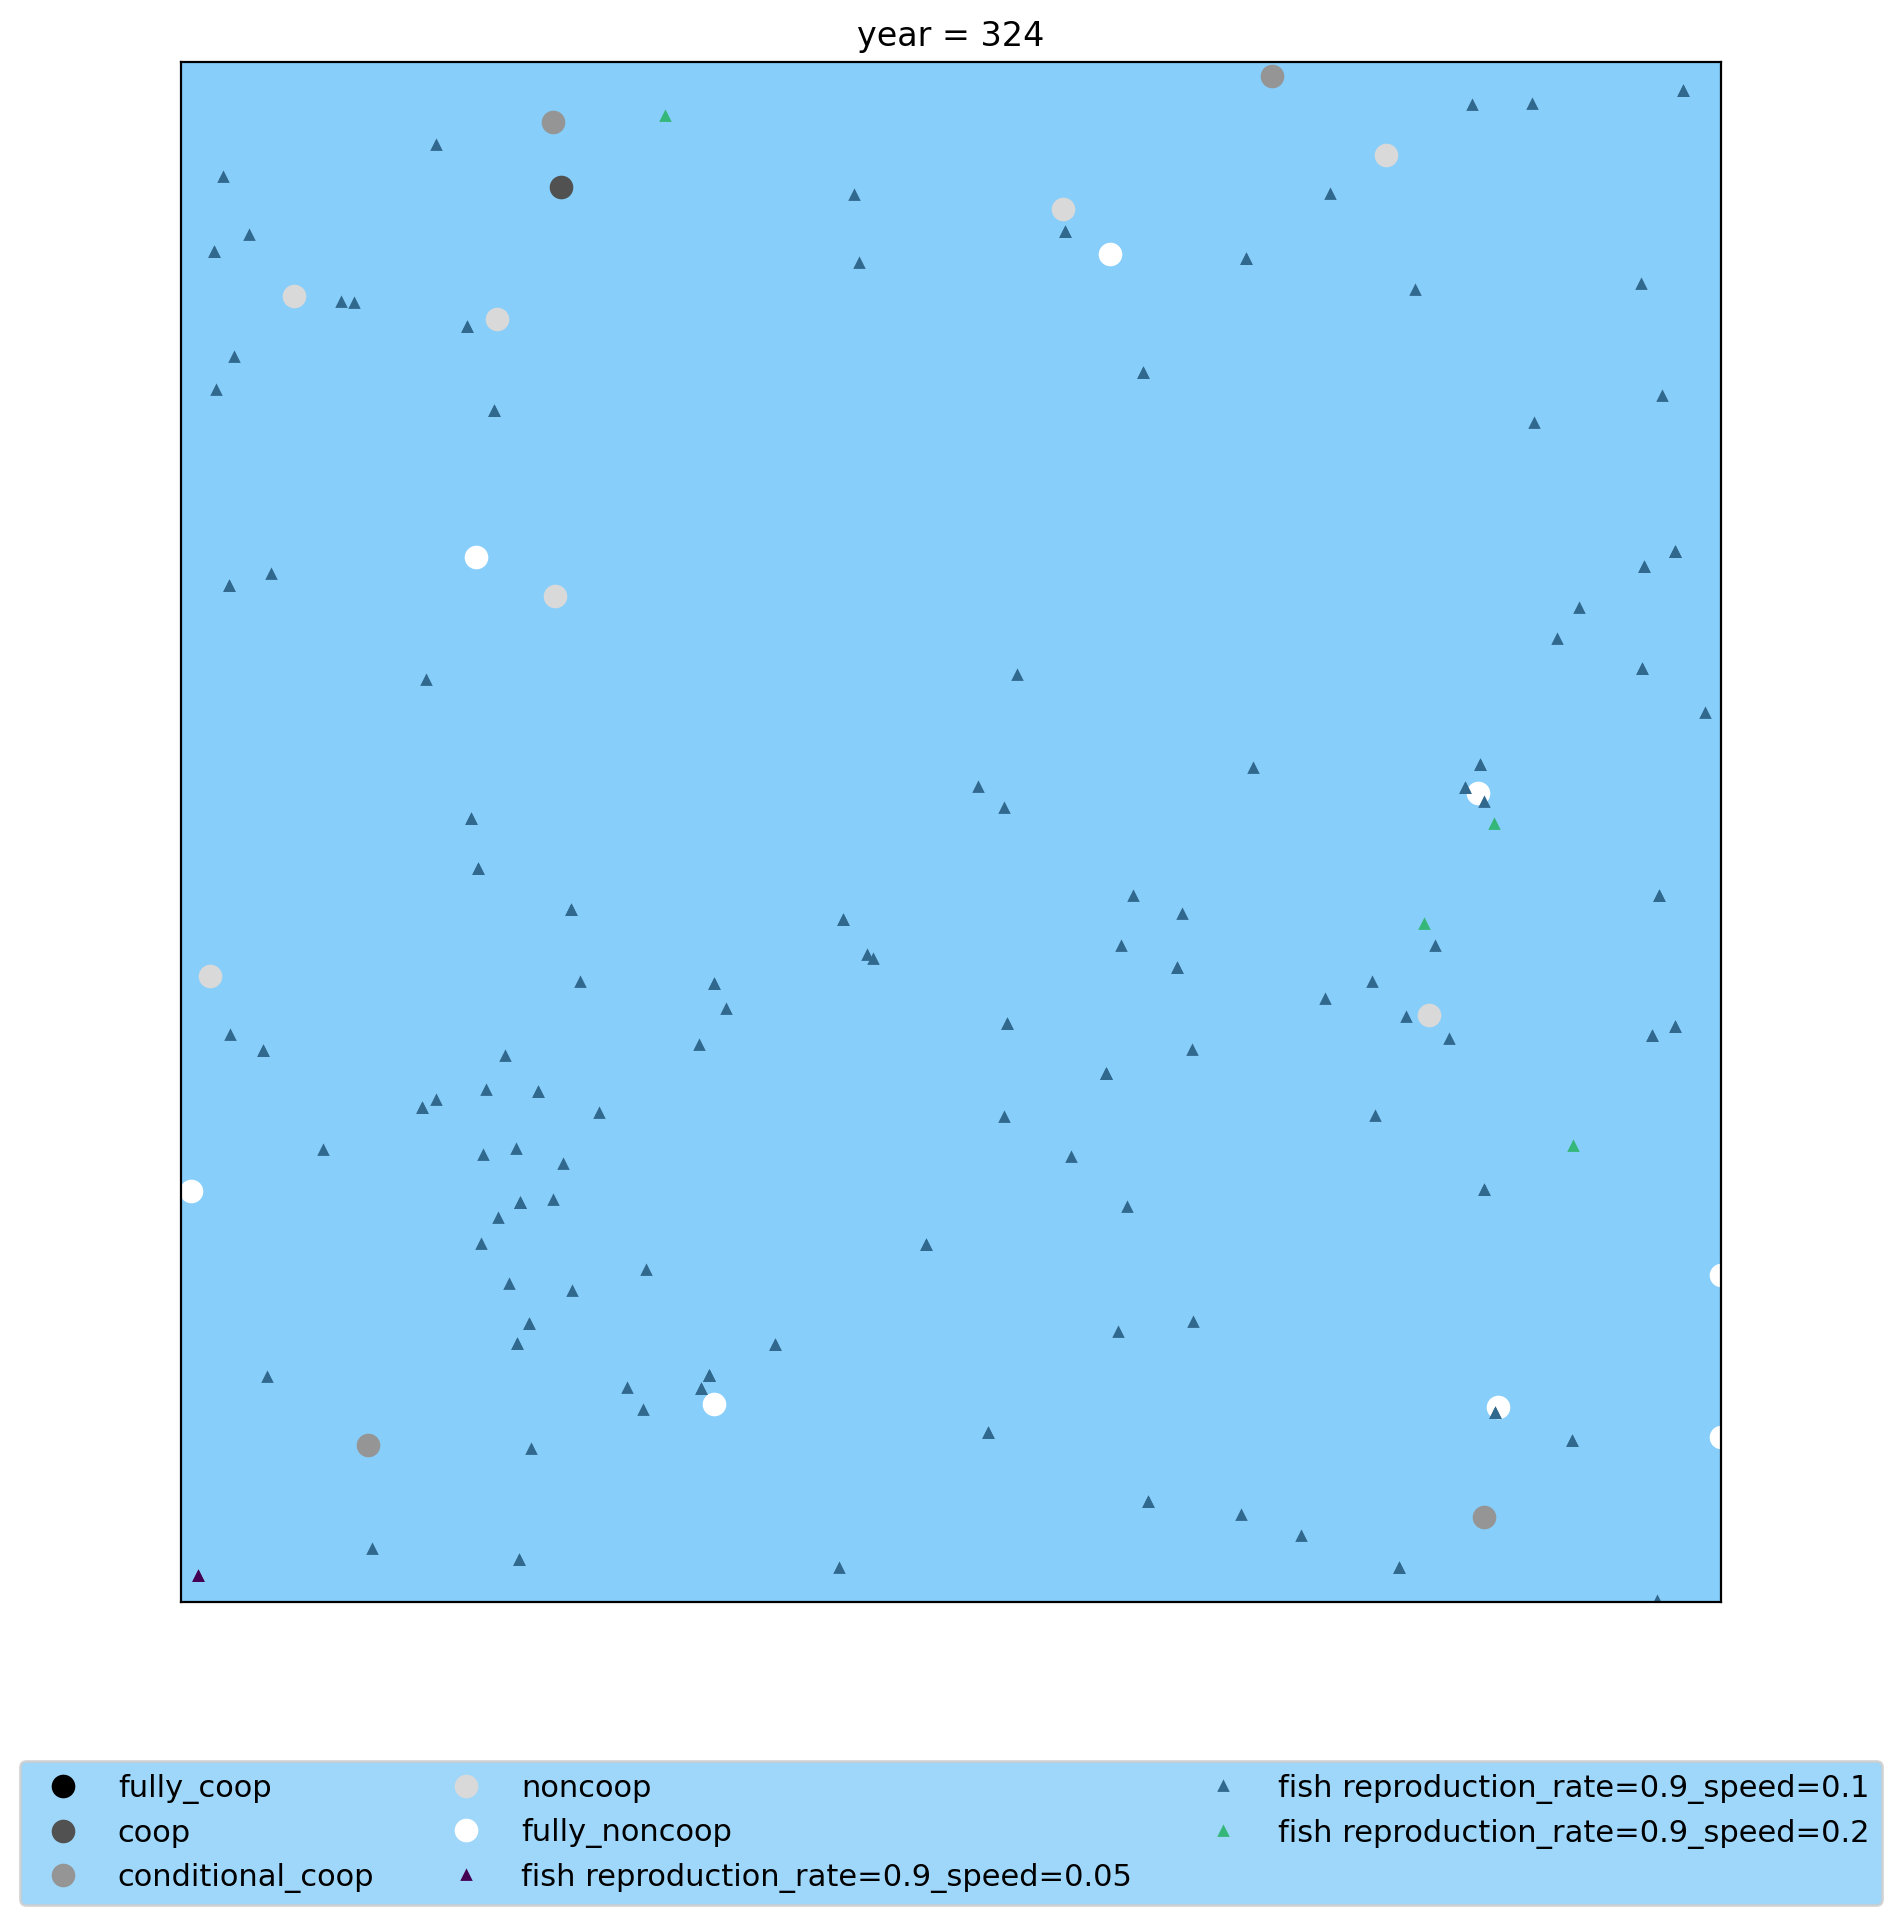 year = 324
fully_coop
coop
conditional_coop
noncoop
fully_noncoop
fish reproduction_rate=0.9_speed=0.05
fish reproduction_rate=0.9_speed=0.1
fish reproduction_rate=0.9_speed=0.2